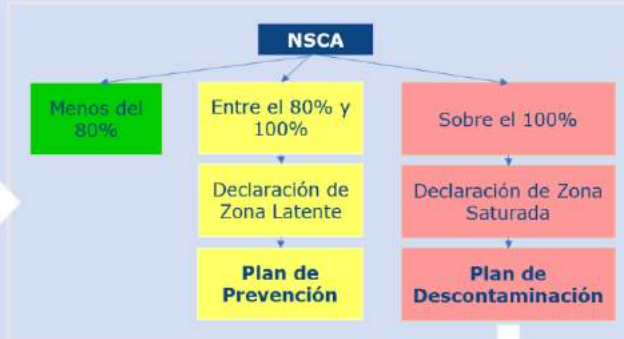 NSCA
Menos del
80%
Entre el 80% y
100%
Sobre el 100%
Declaración de
Zona Latente
Declaración de Zona
Saturada
Plan de
Prevención
Plan de
Descontaminación